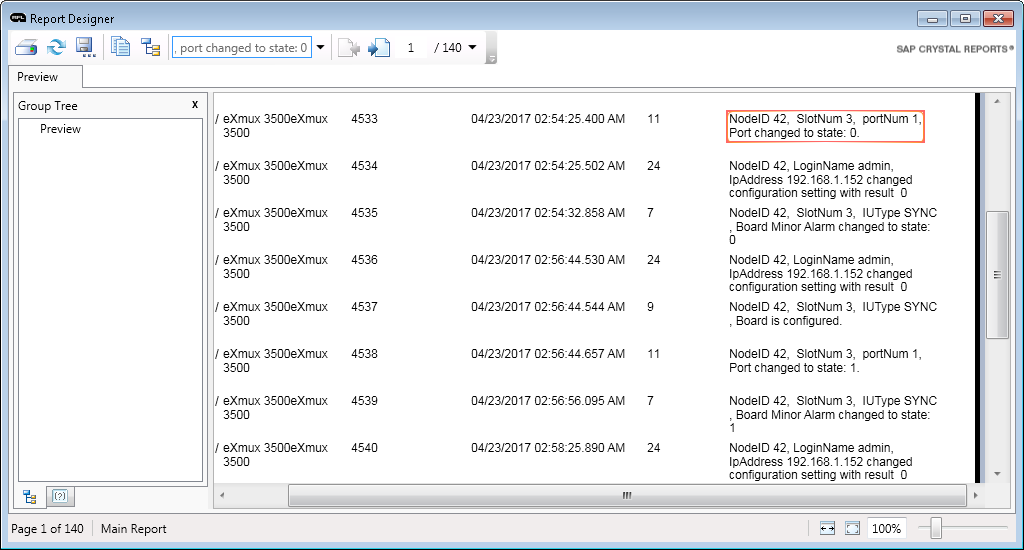 RFL Report Designer
, port changed to state: 0
1 / 140
SAP CRYSTAL REPORTS®
Preview
Group Tree x
Preview
/ eXmux 3500eXmux 4533 04/23/2017 02:54:25.400 AM 11 NodeID 42, SlotNum 3, portNum 1,
3500 Port changed to state: 0.
/ eXmux 3500eXmux 4534 04/23/2017 02:54:25.502 AM 24 NodeID 42, LoginName admin,
3500 IpAddress 192.168.1.152 changed
configuration setting with result 0
/ eXmux 3500eXmux 4535 04/23/2017 02:54:32.858 AM 7 NodeID 42, SlotNum 3, IUType SYNC
3500 , Board Minor Alarm changed to state:
0
/ eXmux 3500eXmux 4536 04/23/2017 02:56:44.530 AM 24 NodeID 42, LoginName admin,
3500 IpAddress 192.168.1.152 changed
configuration setting with result 0
/ eXmux 3500eXmux 4537 04/23/2017 02:56:44.544 AM 9 NodeID 42, SlotNum 3, IUType SYNC
3500 , Board is configured.
/ eXmux 3500eXmux 4538 04/23/2017 02:56:44.657 AM 11 NodeID 42, SlotNum 3, portNum 1,
3500 Port changed to state: 1.
/ eXmux 3500eXmux 4539 04/23/2017 02:56:56.095 AM 7 NodeID 42, SlotNum 3, IUType SYNC
3500 , Board Minor Alarm changed to state:
1
/ eXmux 3500eXmux 4540 04/23/2017 02:58:25.890 AM 24 NodeID 42, LoginName admin,
3500 IpAddress 192.168.1.152 changed
configuration setting with result 0
(?)
Page 1 of 140 Main Report 100%